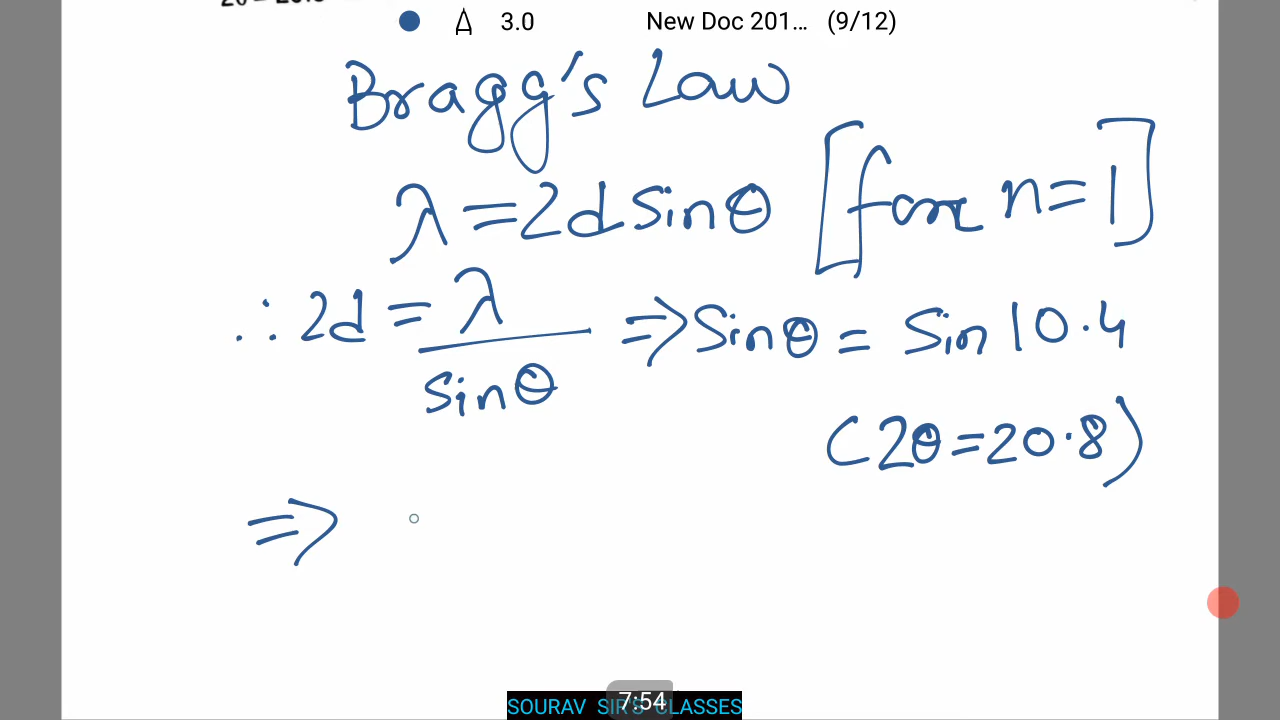 3.0 New Doc 201... (9/12)
Bragg's Law
λ = 2d Sinθ [for n = 1]
∴ 2d = λ / sinθ ⇒ Sinθ = Sin 10.4
(2θ = 20.8)
⇒
7:54
SOURAV SIR'S CLASSES